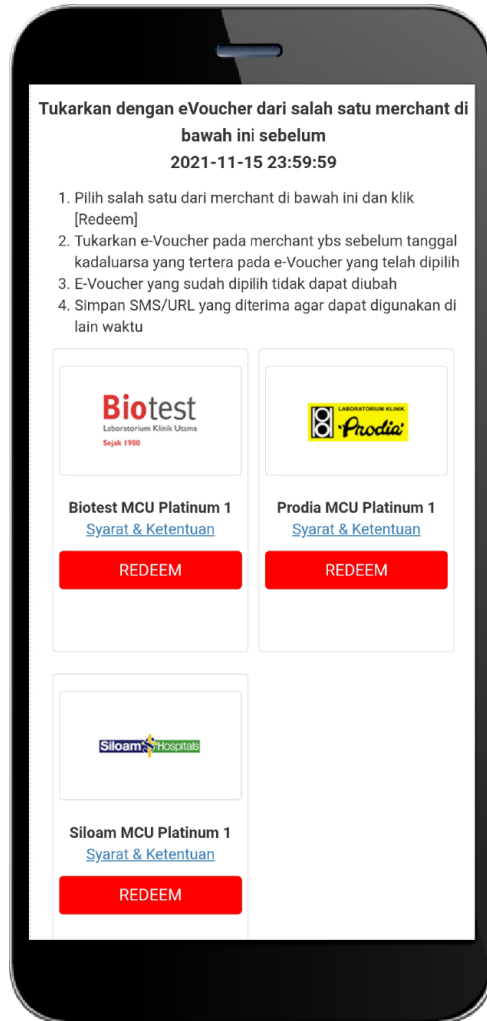 Tukarkan dengan eVoucher dari salah satu merchant di
bawah ini sebelum
2021-11-15 23:59:59
1. Pilih salah satu dari merchant di bawah ini dan klik
[Redeem]
2. Tukarkan e-Voucher pada merchant ybs sebelum tanggal
kadaluarsa yang tertera pada e-Voucher yang telah dipilih
3. E-Voucher yang sudah dipilih tidak dapat diubah
4. Simpan SMS/URL yang diterima agar dapat digunakan di
lain waktu
Biotest
Laboratorium Klinik Utama
Sejak 1980
Biotest MCU Platinum 1
Syarat & Ketentuan
REDEEM
LABORATORIUM KLINIK
Prodia
Prodia MCU Platinum 1
Syarat & Ketentuan
REDEEM
Siloam Hospitals
Siloam MCU Platinum 1
Syarat & Ketentuan
REDEEM